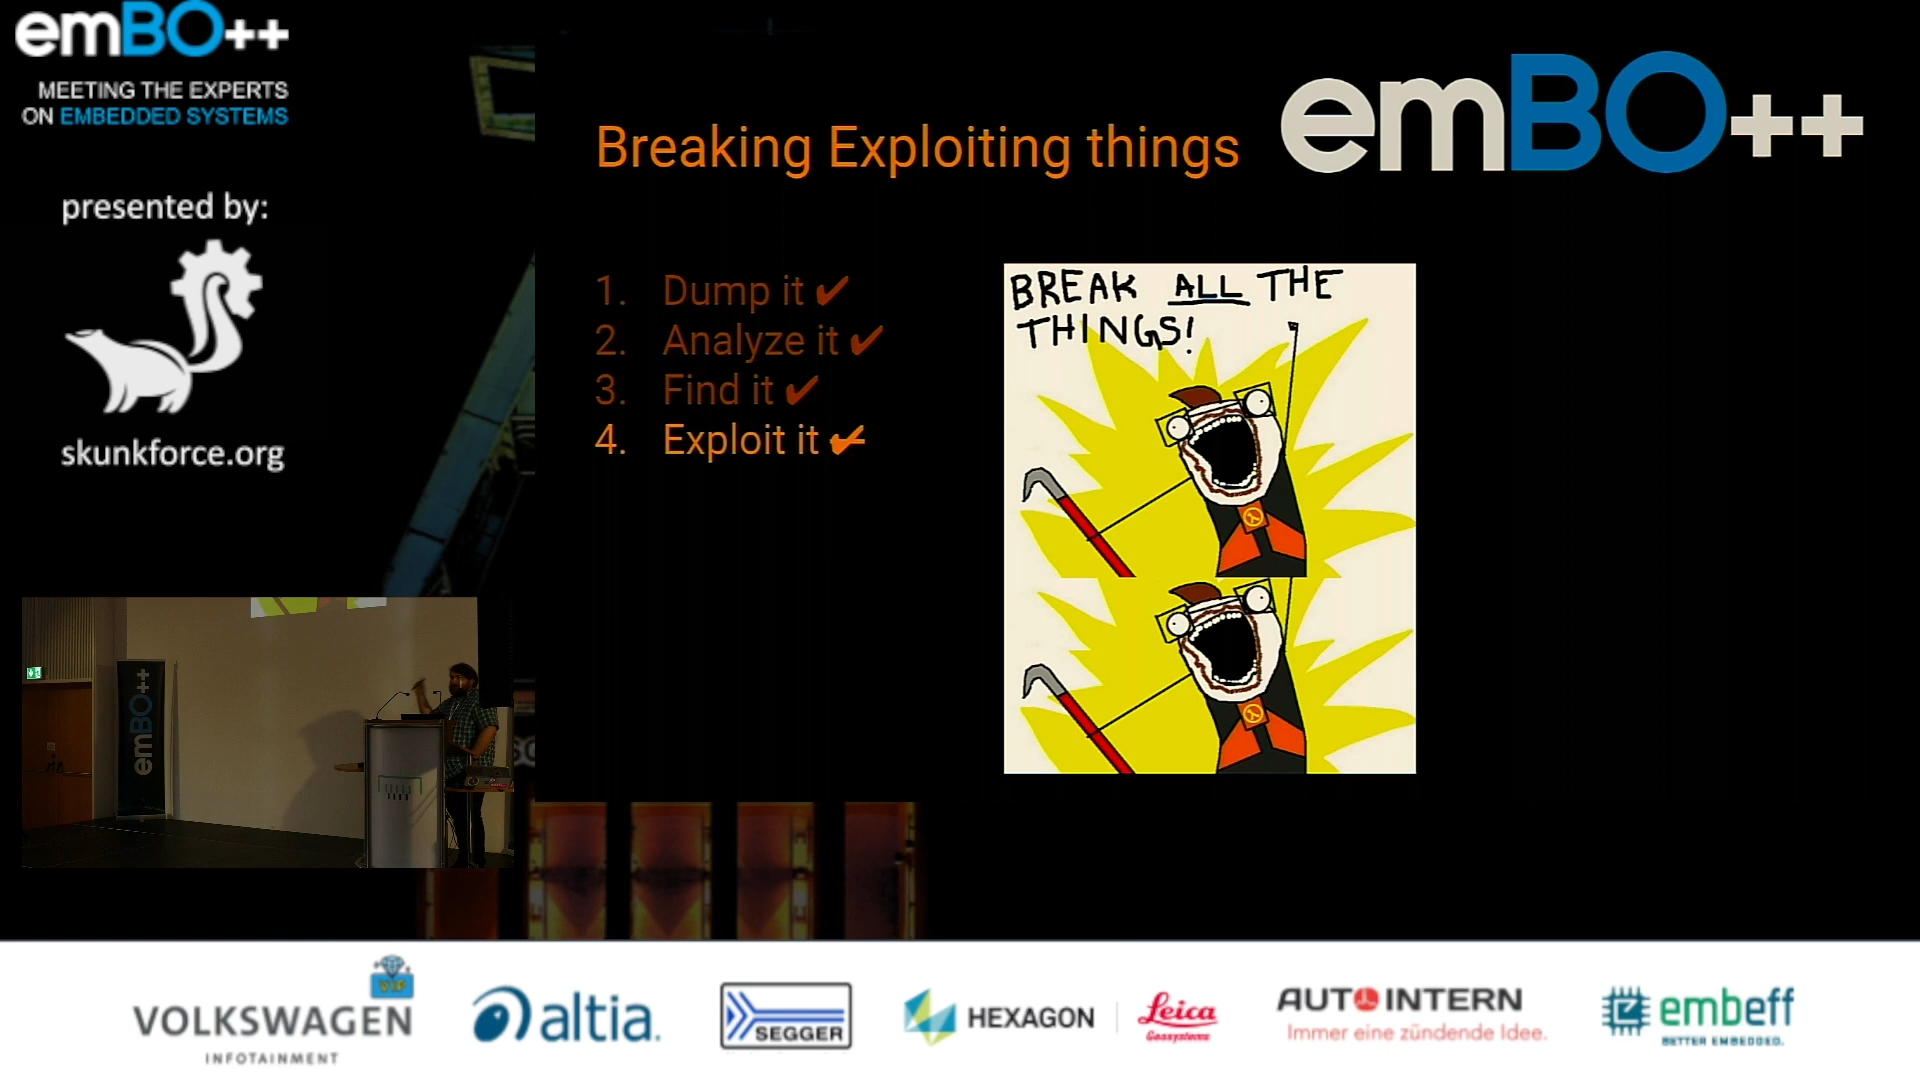 emBO++
MEETING THE EXPERTS
ON EMBEDDED SYSTEMS
presented by:
skunkforce.org
Breaking Exploiting things
emBO++
1. Dump it ✔
2. Analyze it ✔
3. Find it ✔
4. Exploit it ✔
BREAK ALL THE
THINGS!
emBO++
VIP
VOLKSWAGEN
INFOTAINMENT
altia.
SEGGER
HEXAGON
Leica
Geosystems
AUTOINTERN
Immer eine zündende Idee.
embeff
BETTER EMBEDDED.